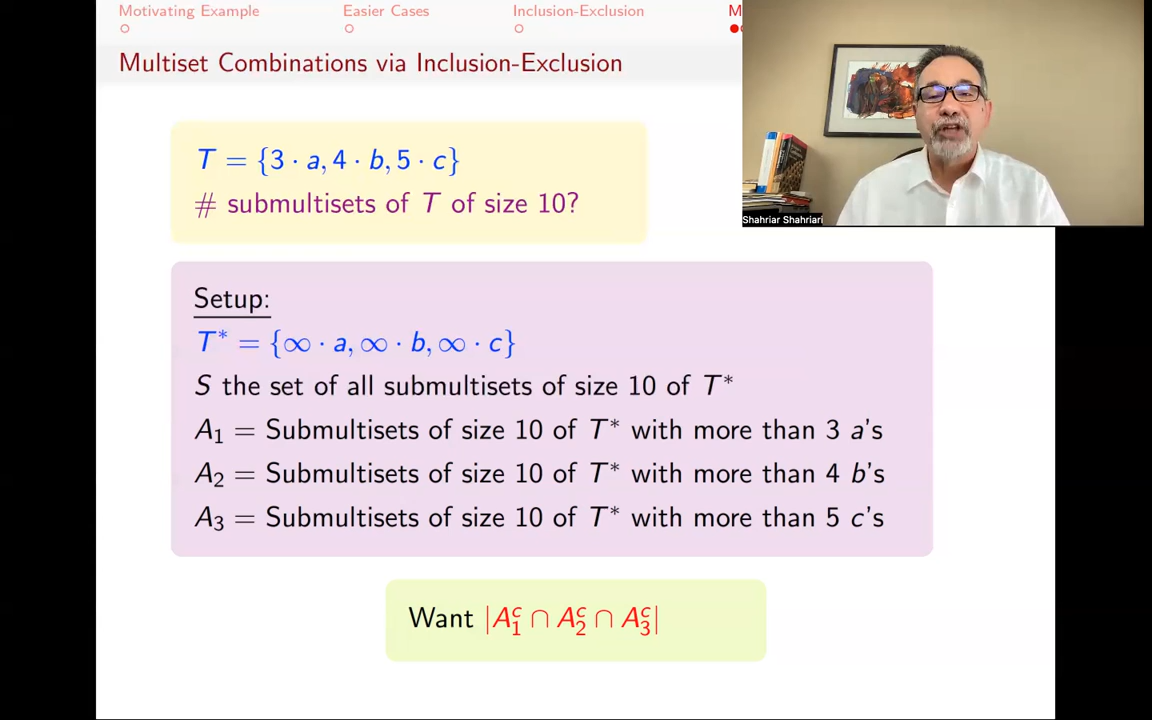 Motivating Example Easier Cases Inclusion-Exclusion M
Multiset Combinations via Inclusion-Exclusion
T = {3 · a, 4 · b, 5 · c}
# submultisets of T of size 10?
Shahriar Shahriari
Setup:
T* = {∞ · a, ∞ · b, ∞ · c}
S the set of all submultisets of size 10 of T*
A₁ = Submultisets of size 10 of T* with more than 3 a's
A₂ = Submultisets of size 10 of T* with more than 4 b's
A₃ = Submultisets of size 10 of T* with more than 5 c's
Want |A₁ᶜ ∩ A₂ᶜ ∩ A₃ᶜ|